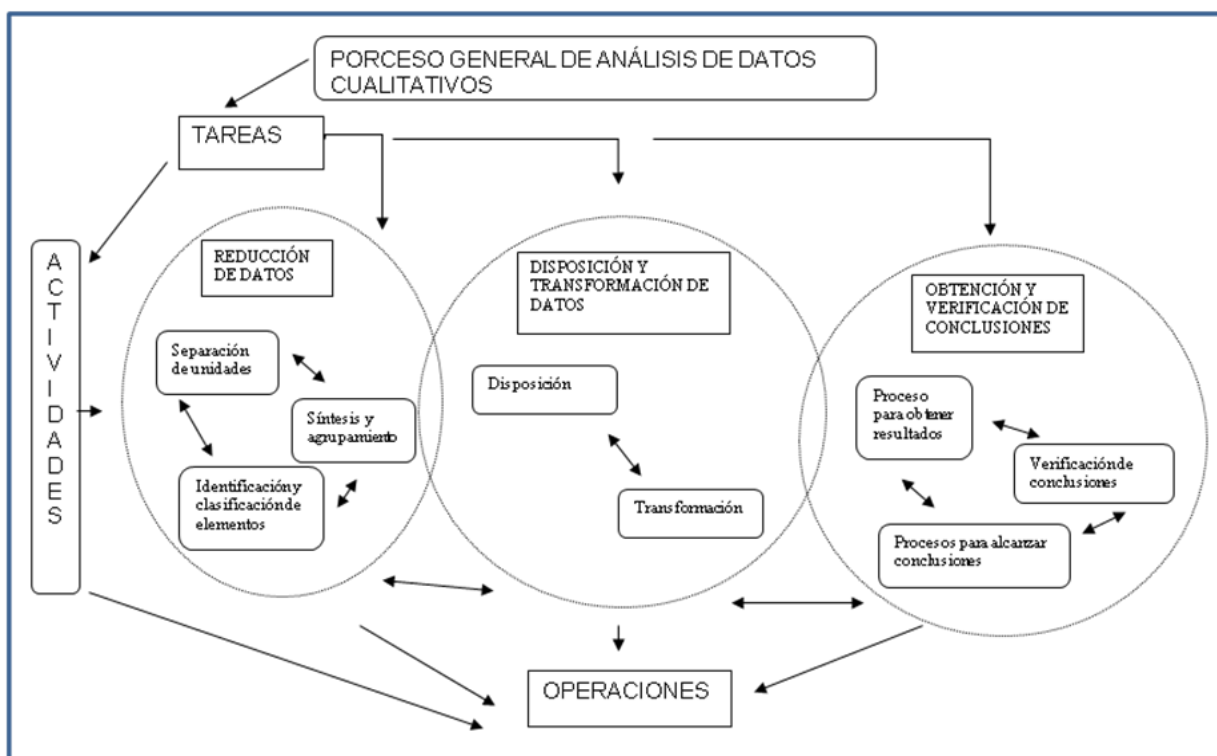 PORCESO GENERAL DE ANÁLISIS DE DATOS
CUALITATIVOS
TAREAS
ACTIVIDADES
REDUCCIÓN
DE DATOS
Separación
de unidades
Síntesis y
agrupamiento
Identificación y
clasificación de
elementos
DISPOSICIÓN Y
TRANSFORMACIÓN DE
DATOS
Disposición
Transformación
OBTENCIÓN Y
VERIFICACIÓN DE
CONCLUSIONES
Proceso
para obtener
resultados
Verificación de
conclusiones
Procesos para alcanzar
conclusiones
OPERACIONES